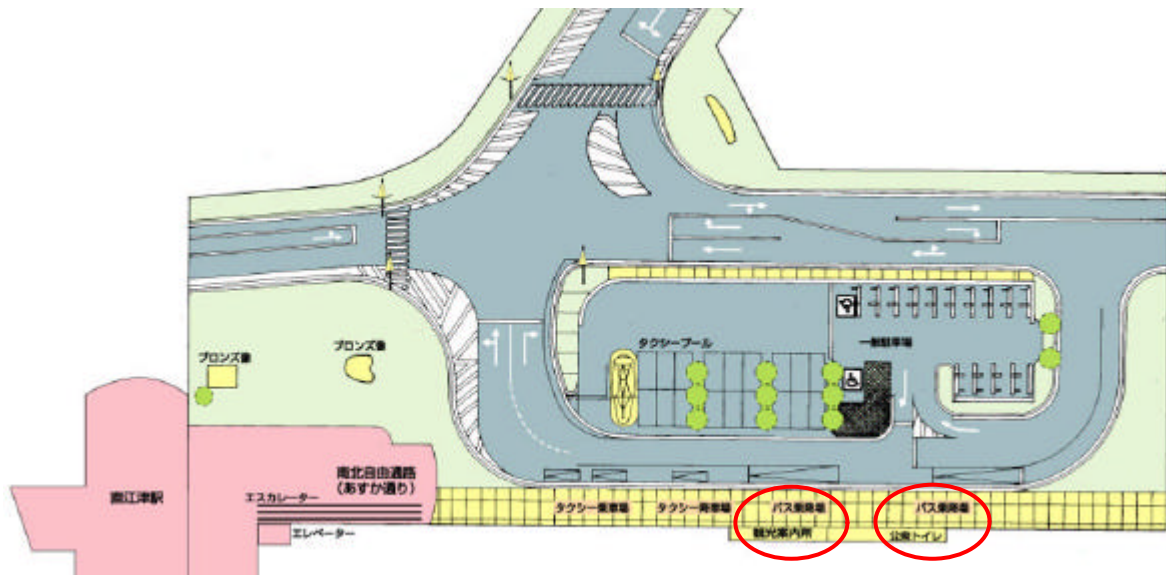 ブロンズ像
ブロンズ像
タクシープール
一般駐車場
直江津駅
南北自由通路
(あすか通り)
エスカレーター
エレベーター
タクシー乗車場
タクシー降車場
バス乗降場
バス乗降場
観光案内所
公衆トイレ